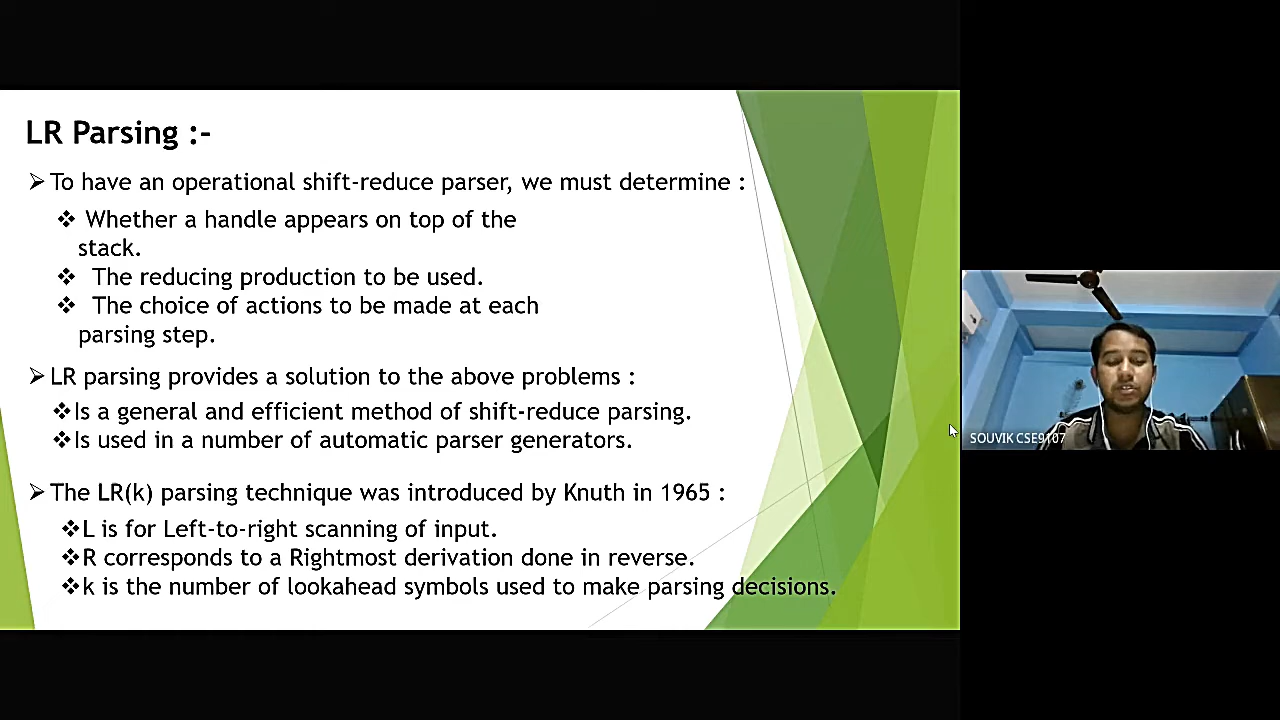 LR Parsing :-
➢ To have an operational shift-reduce parser, we must determine :
❖ Whether a handle appears on top of the
stack.
❖ The reducing production to be used.
❖ The choice of actions to be made at each
parsing step.
➢ LR parsing provides a solution to the above problems :
❖Is a general and efficient method of shift-reduce parsing.
❖Is used in a number of automatic parser generators.
➢ The LR(k) parsing technique was introduced by Knuth in 1965 :
❖L is for Left-to-right scanning of input.
❖R corresponds to a Rightmost derivation done in reverse.
❖k is the number of lookahead symbols used to make parsing decisions.
SOUVIK CSE9107